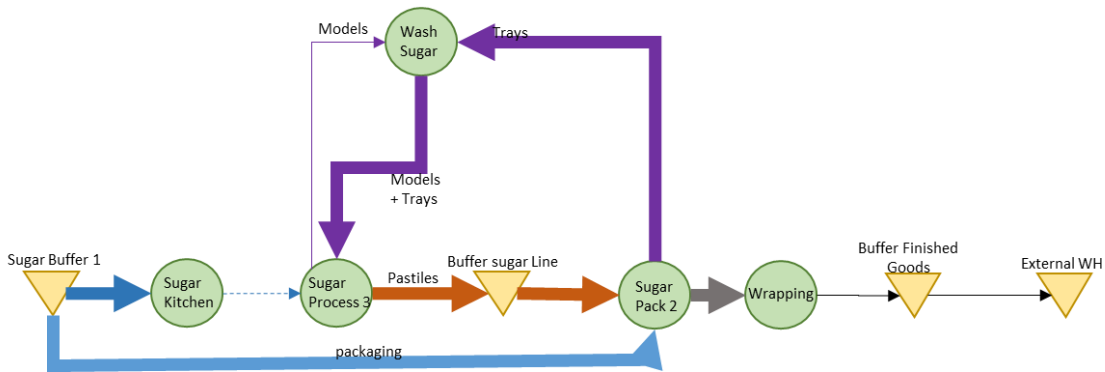 Models
Wash
Sugar
Trays
Models
+ Trays
Sugar Buffer 1
Sugar
Kitchen
Sugar
Process 3
Pastiles
Buffer sugar Line
Sugar
Pack 2
Wrapping
Buffer Finished
Goods
External WH
packaging